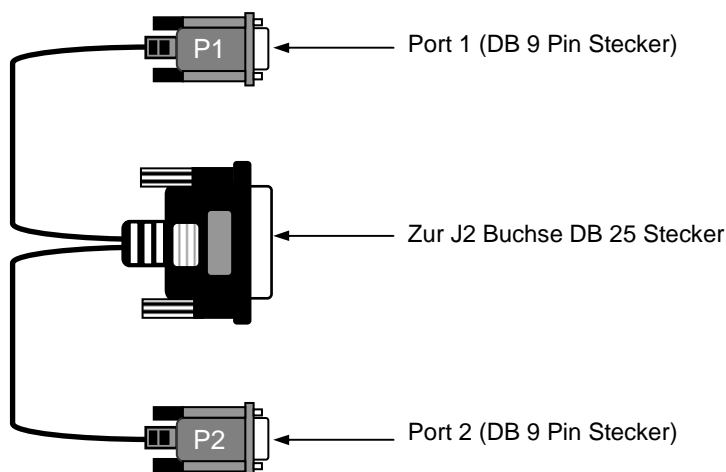 P1
Port 1 (DB 9 Pin Stecker)
Zur J2 Buchse DB 25 Stecker
P2
Port 2 (DB 9 Pin Stecker)